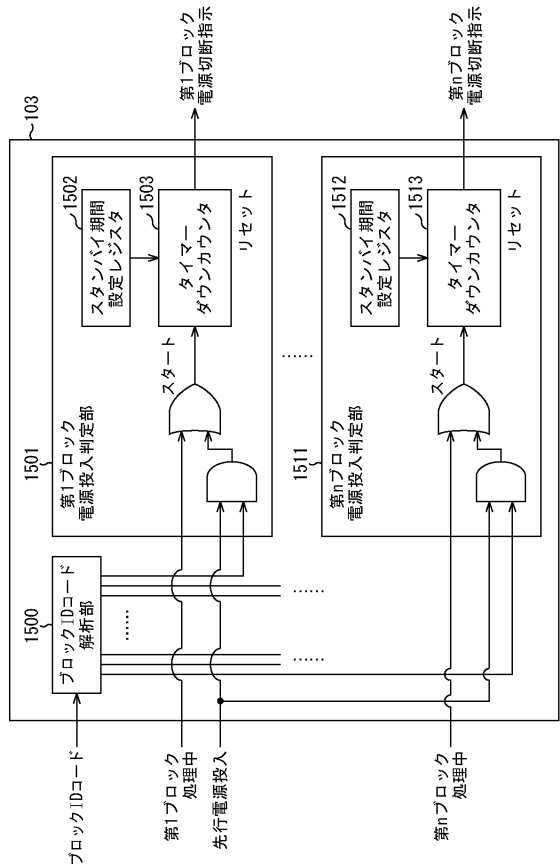 103
ブロックIDコード
1500
ブロックIDコード
解析部
……
……
……
第1ブロック
処理中
先行電源投入
1501
第1ブロック
電源投入判定部
スタート
1502
スタンバイ期間
設定レジスタ
1503
タイマー
ダウンカウンタ
リセット
第1ブロック
電源切断指示
……
第nブロック
処理中
1511
第nブロック
電源投入判定部
スタート
1512
スタンバイ期間
設定レジスタ
1513
タイマー
ダウンカウンタ
リセット
第nブロック
電源切断指示